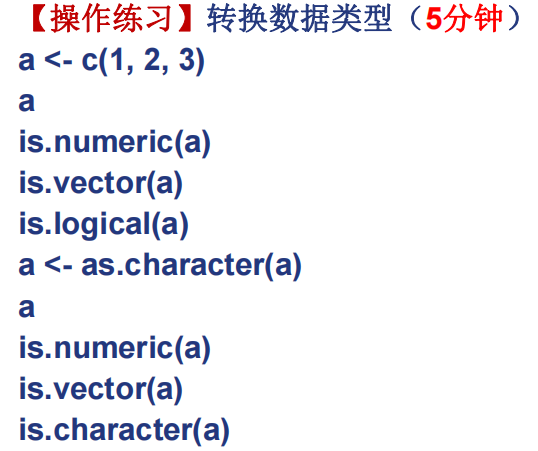 【操作练习】转换数据类型（5分钟）
a <- c(1, 2, 3)
a
is.numeric(a)
is.vector(a)
is.logical(a)
a <- as.character(a)
a
is.numeric(a)
is.vector(a)
is.character(a)